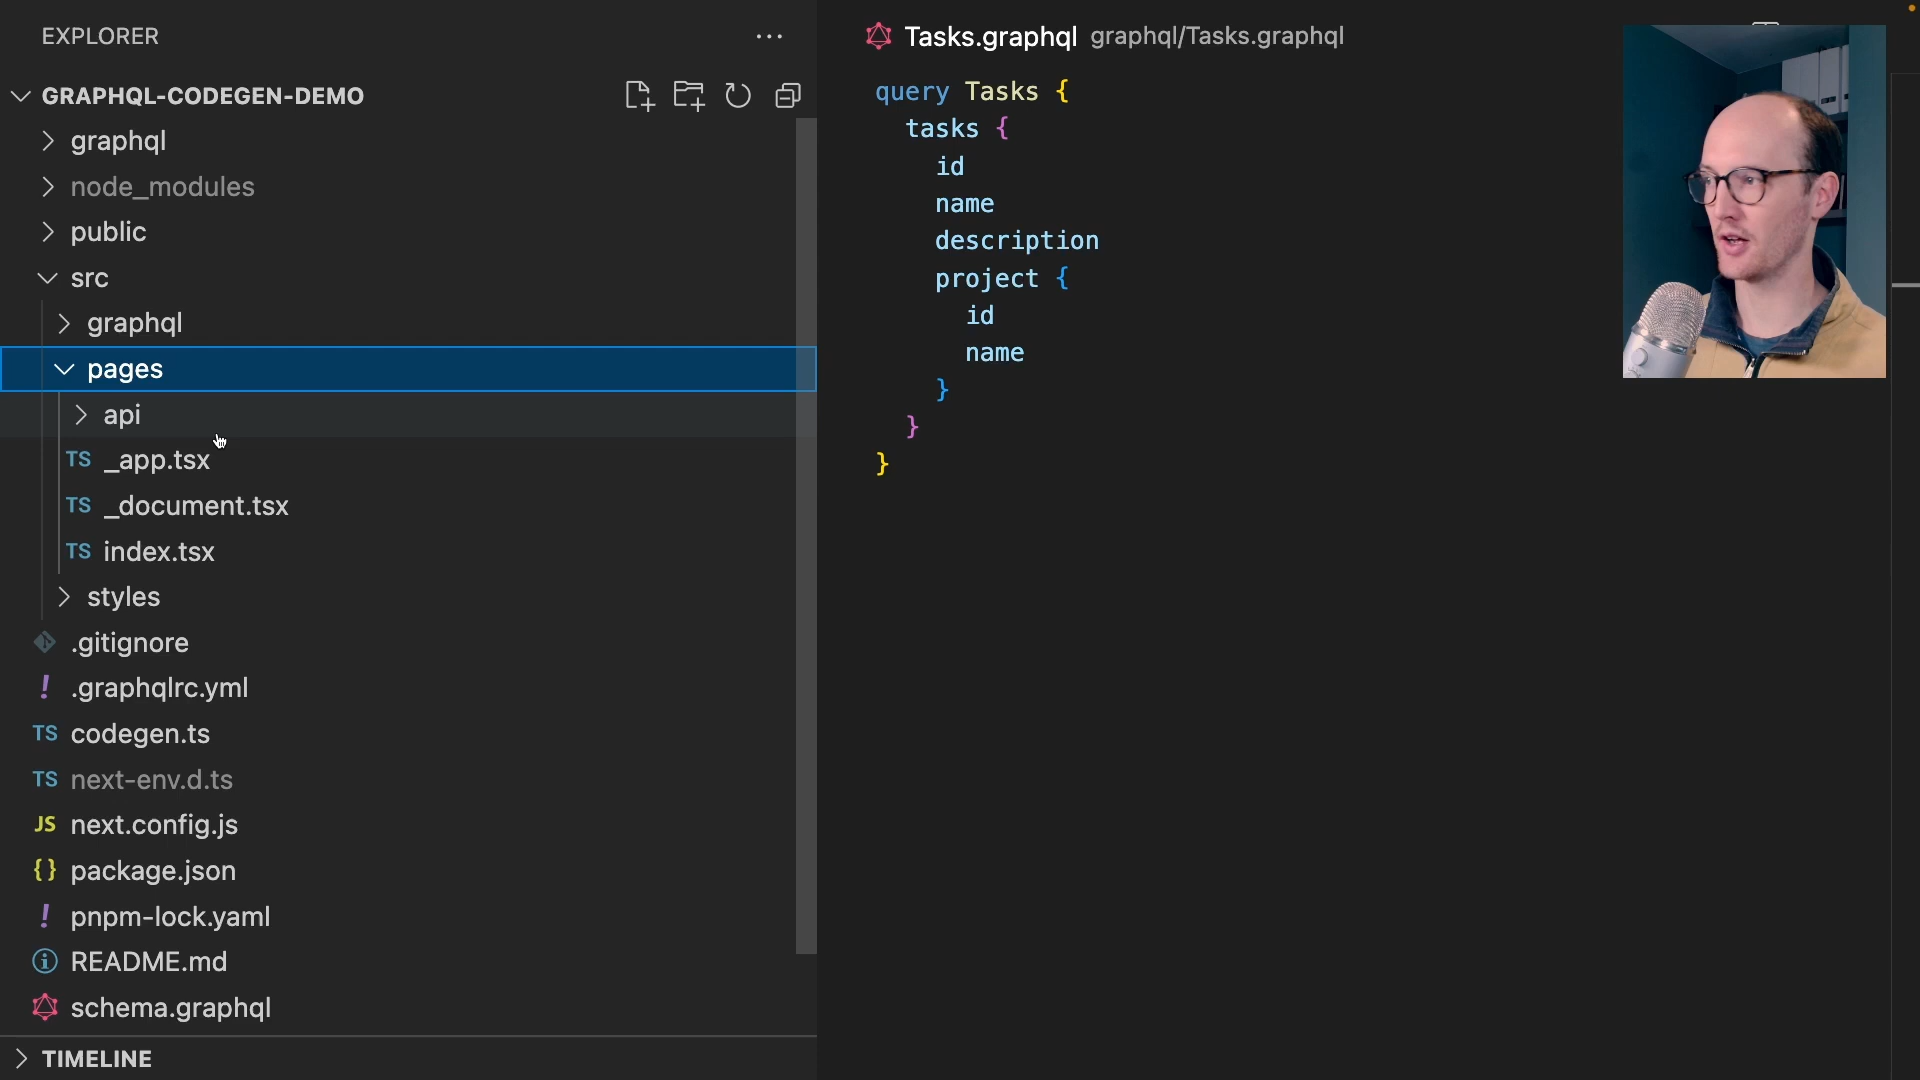 EXPLORER
GRAPHQL-CODEGEN-DEMO
graphql
node_modules
public
src
graphql
pages
api
TS _app.tsx
TS _document.tsx
TS index.tsx
styles
.gitignore
! .graphqlrc.yml
TS codegen.ts
TS next-env.d.ts
JS next.config.js
{} package.json
! pnpm-lock.yaml
README.md
schema.graphql
TIMELINE
Tasks.graphql graphql/Tasks.graphql
query Tasks {
tasks {
id
name
description
project {
id
name
}
}
}